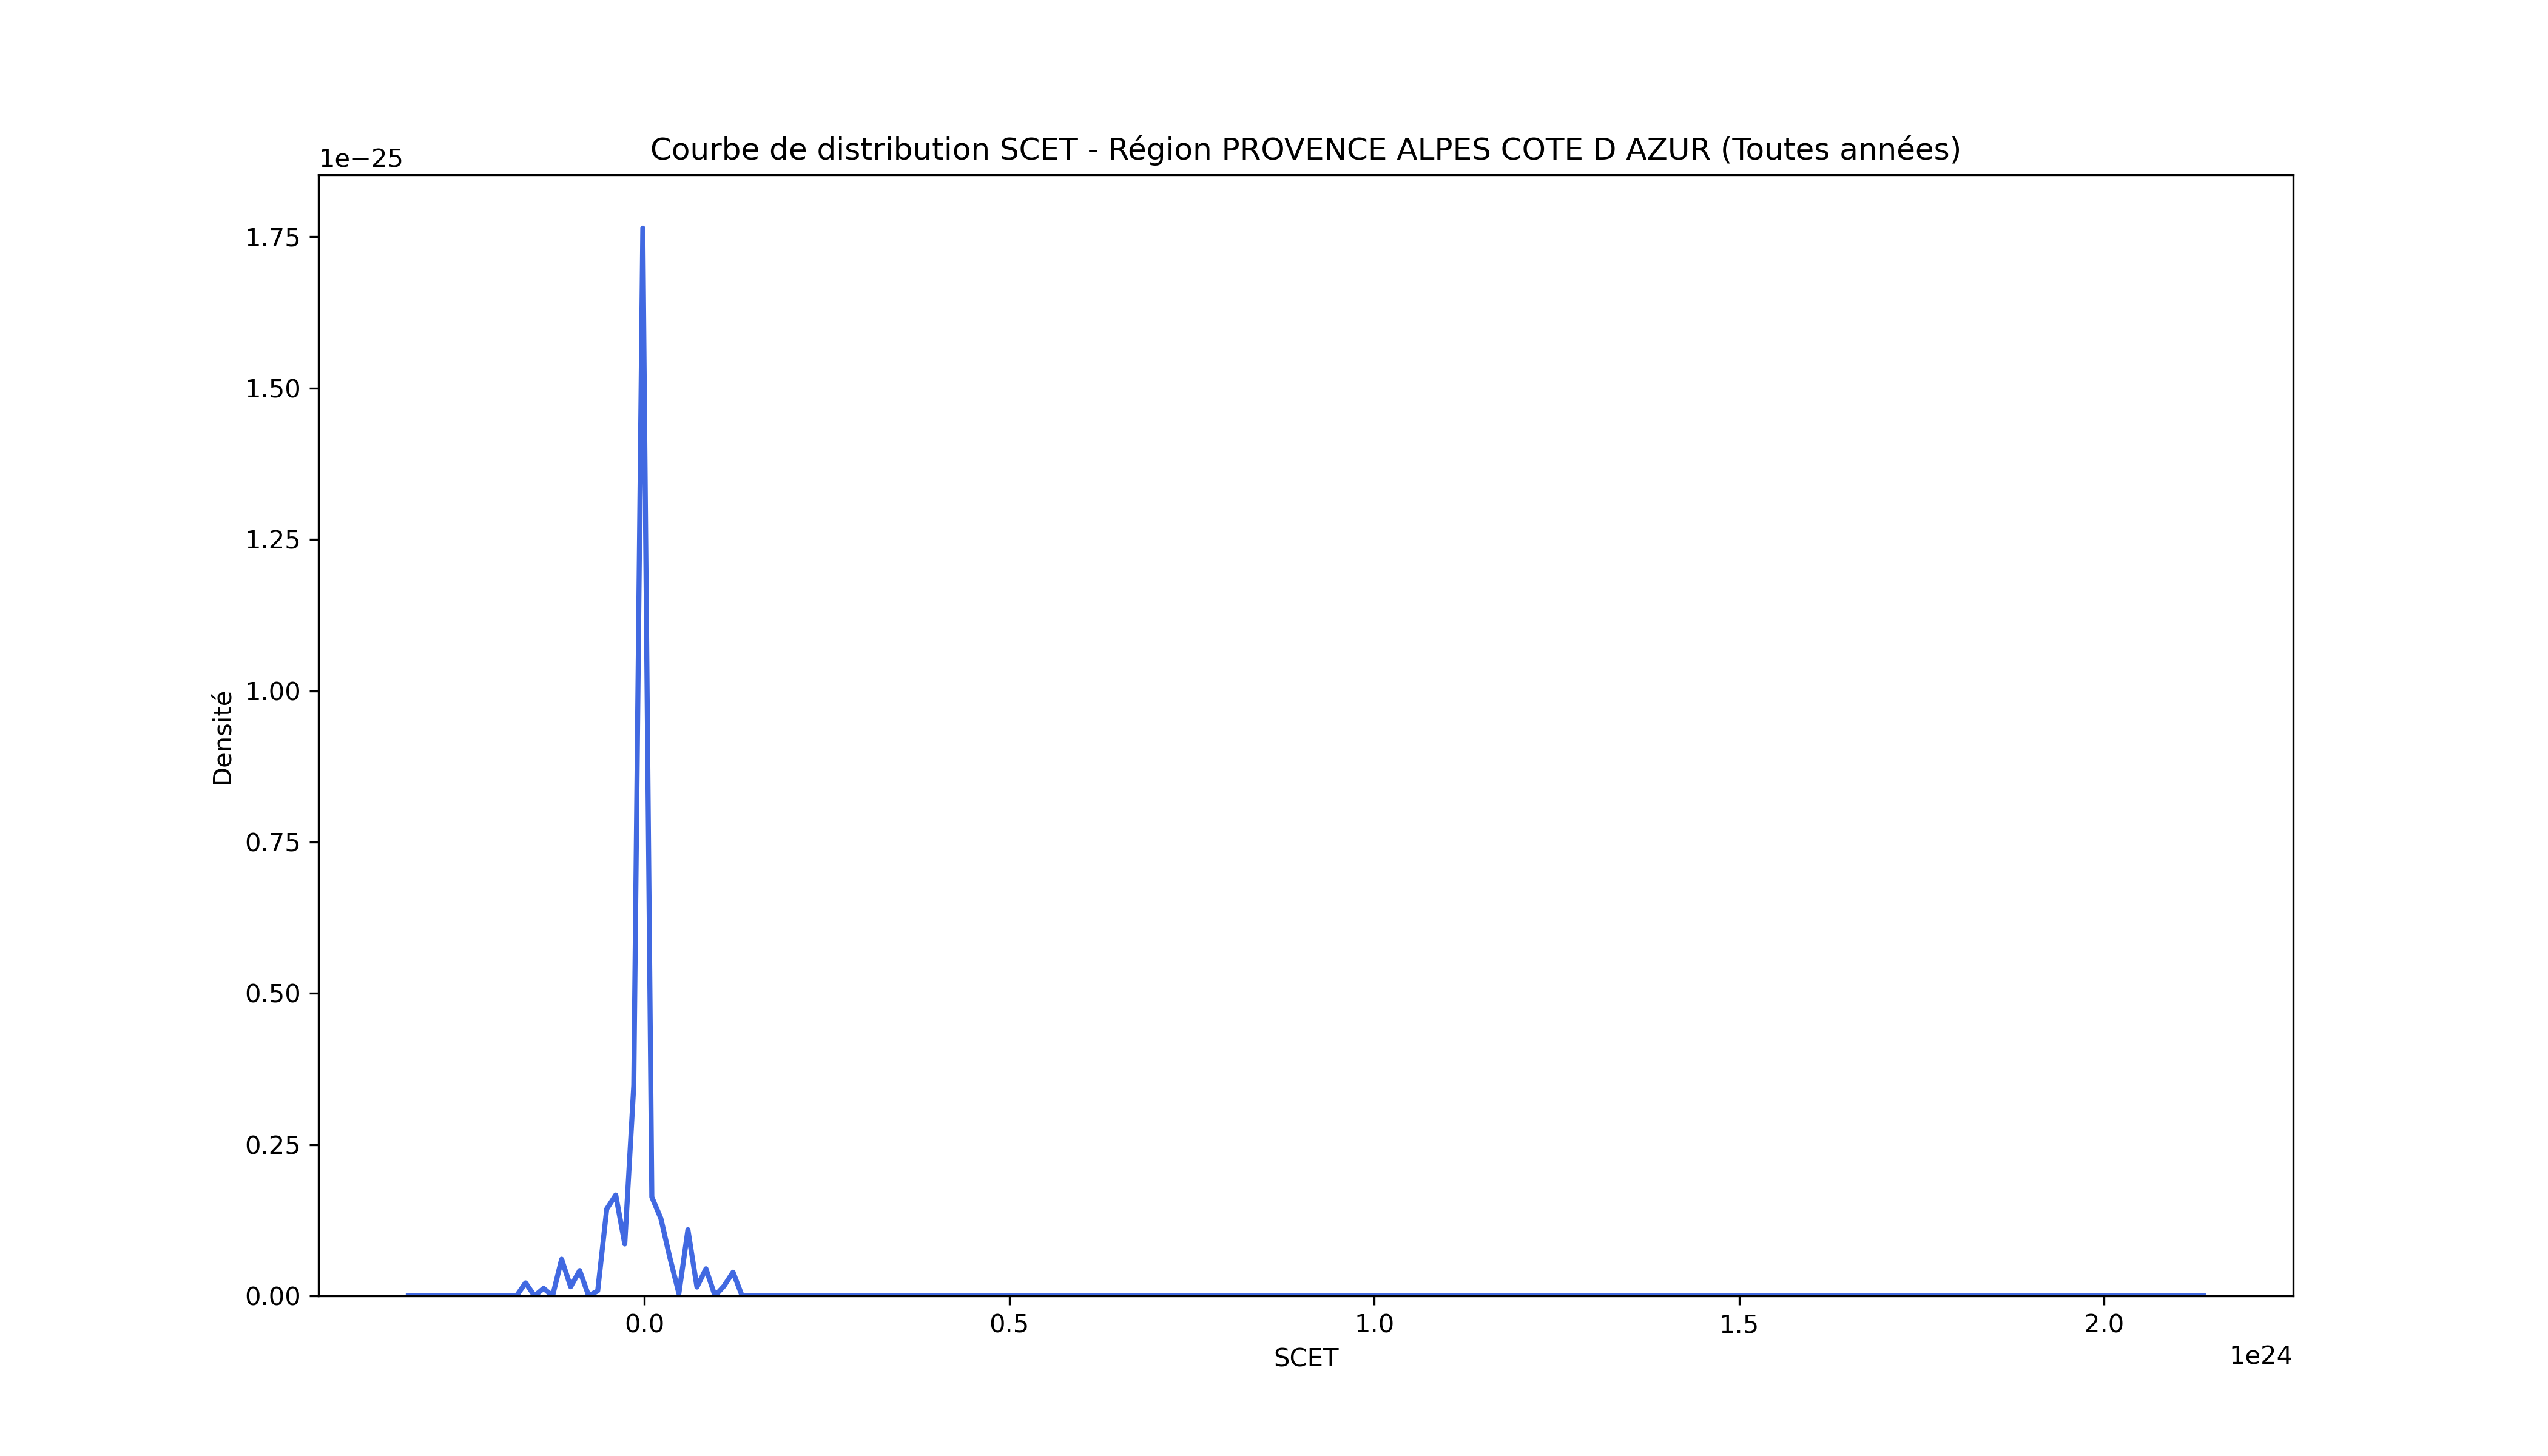 Courbe de distribution SCET - Région PROVENCE ALPES COTE D AZUR (Toutes années)
1e−25
1.75
1.50
1.25
1.00
0.75
0.50
0.25
0.00
Densité
0.0 0.5 1.0 1.5 2.0
SCET
1e24